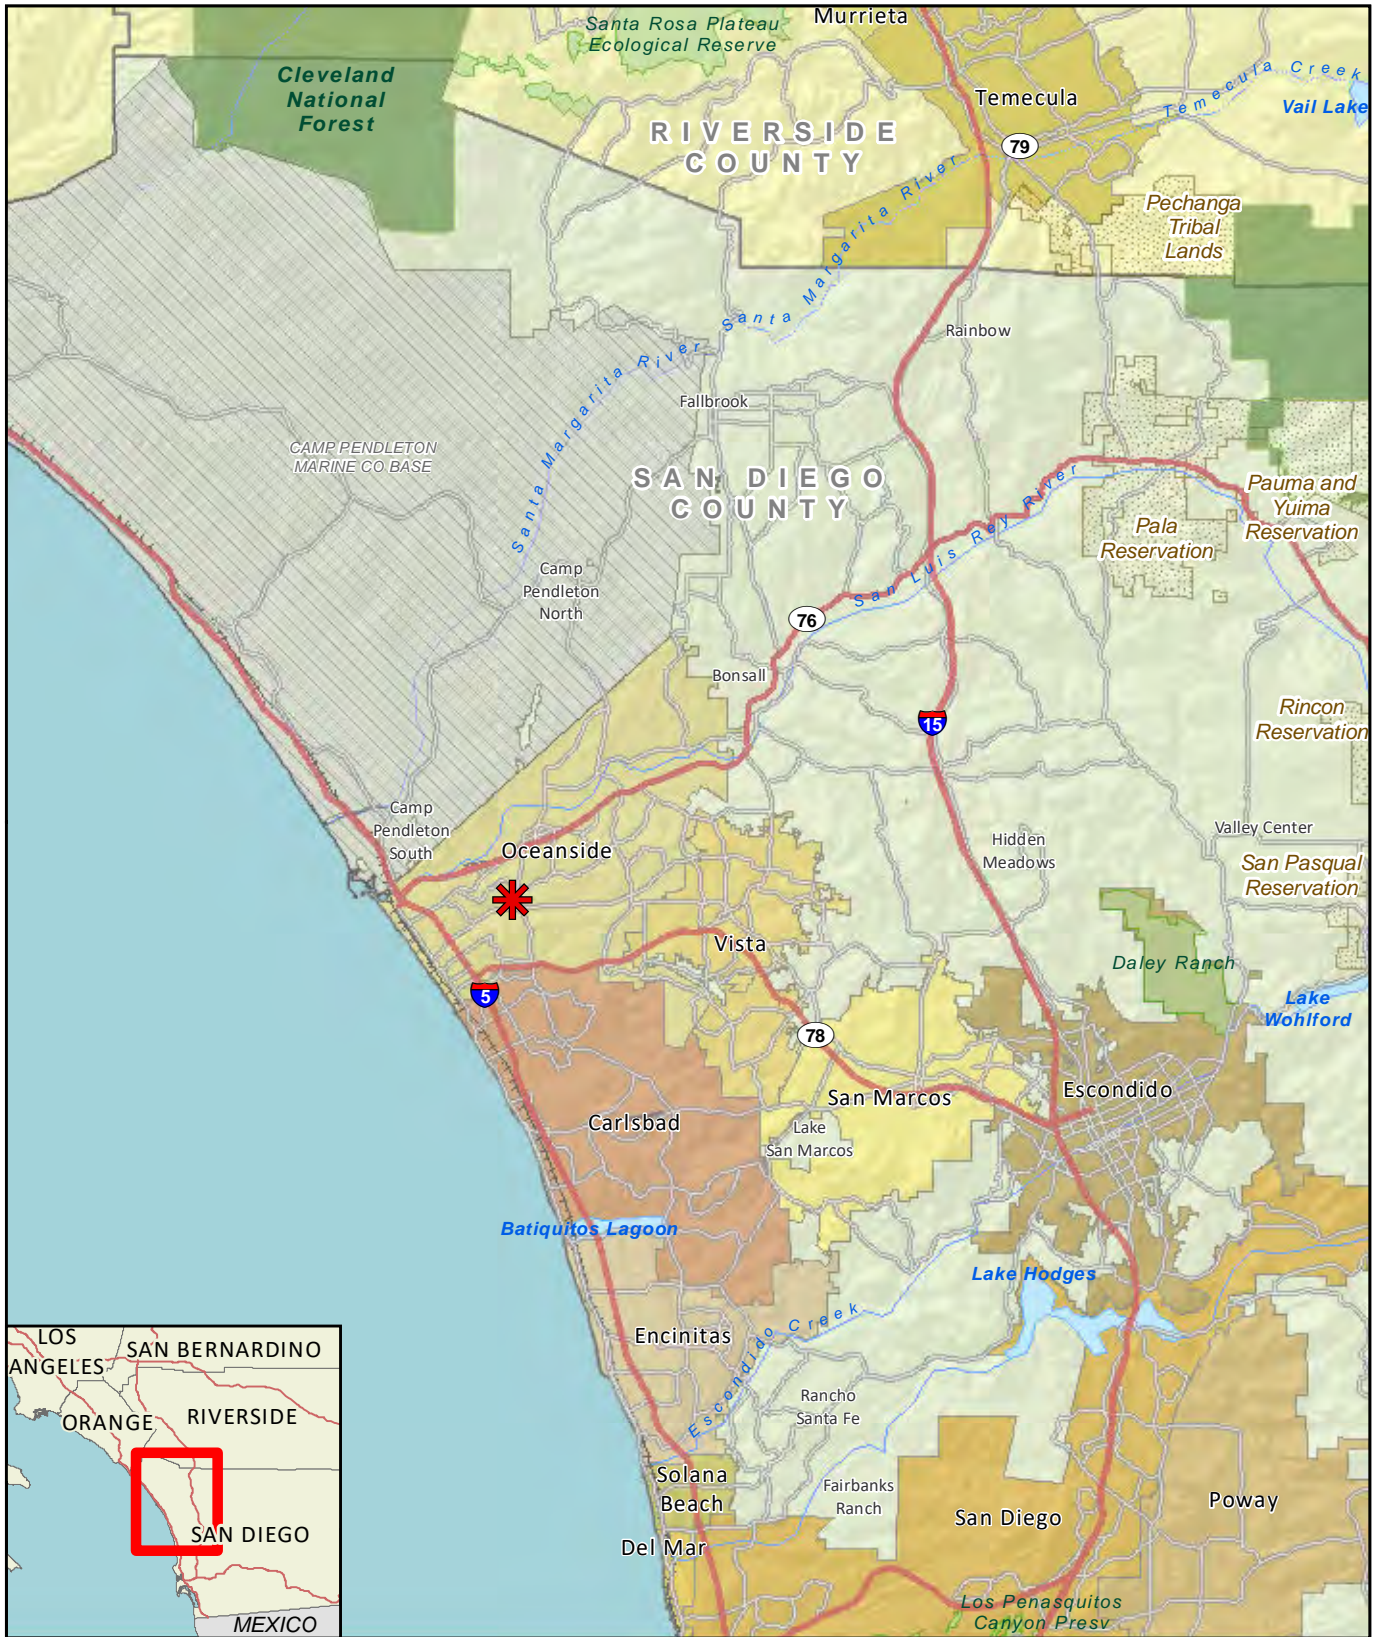 Murrieta
Santa Rosa Plateau
Ecological Reserve
Cleveland
National
Forest
Temecula
Temecula Creek
Vail Lake
RIVERSIDE
COUNTY
79
Santa Margarita River
Pechanga
Tribal
Lands
Rainbow
Santa Margarita River
Fallbrook
CAMP PENDLETON
MARINE CO BASE
SAN DIEGO
COUNTY
Pauma and
Yuima
Reservation
Pala
Reservation
San Luis Rey River
Camp
Pendleton
North
76
Bonsall
15
Rincon
Reservation
Camp
Pendleton
South
Oceanside
Hidden
Meadows
Valley Center
San Pasqual
Reservation
Vista
Daley Ranch
5
Lake
Wohlford
78
San Marcos
Escondido
Carlsbad
Lake
San Marcos
Batiquitos Lagoon
Lake Hodges
Encinitas
Escondido Creek
Rancho
Santa Fe
Solana
Beach
Fairbanks
Ranch
San Diego
Poway
Del Mar
Los Penasquitos
Canyon Presv
LOS
ANGELES
SAN BERNARDINO
ORANGE
RIVERSIDE
SAN DIEGO
MEXICO